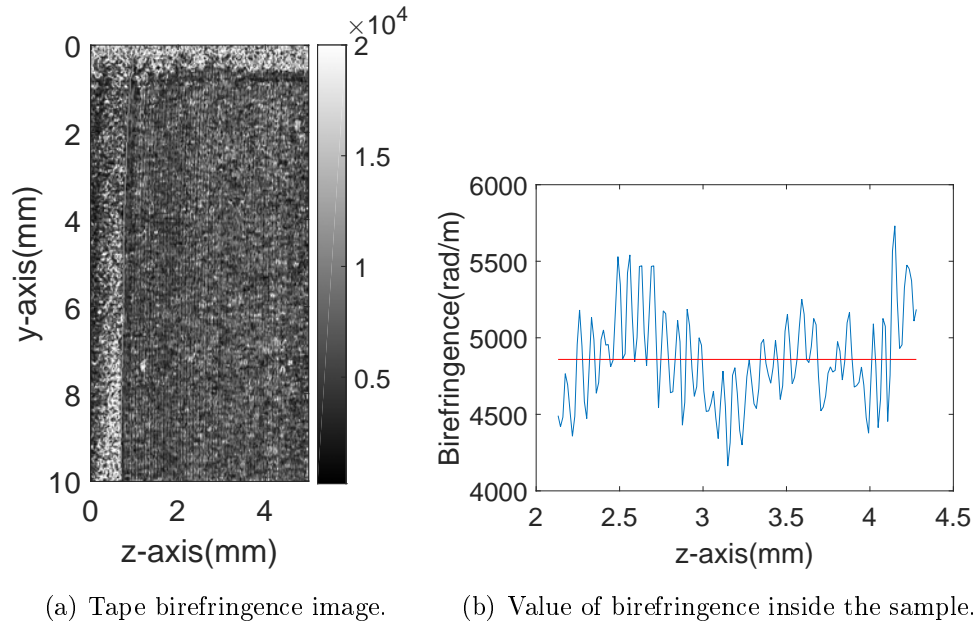 ×10⁴
0
2
4
6
8
10
y-axis(mm)
0 2 4
z-axis(mm)
2
1.5
1
0.5
6000
5500
5000
4500
4000
Birefringence(rad/m)
2 2.5 3 3.5 4 4.5
z-axis(mm)
(a) Tape birefringence image.
(b) Value of birefringence inside the sample.